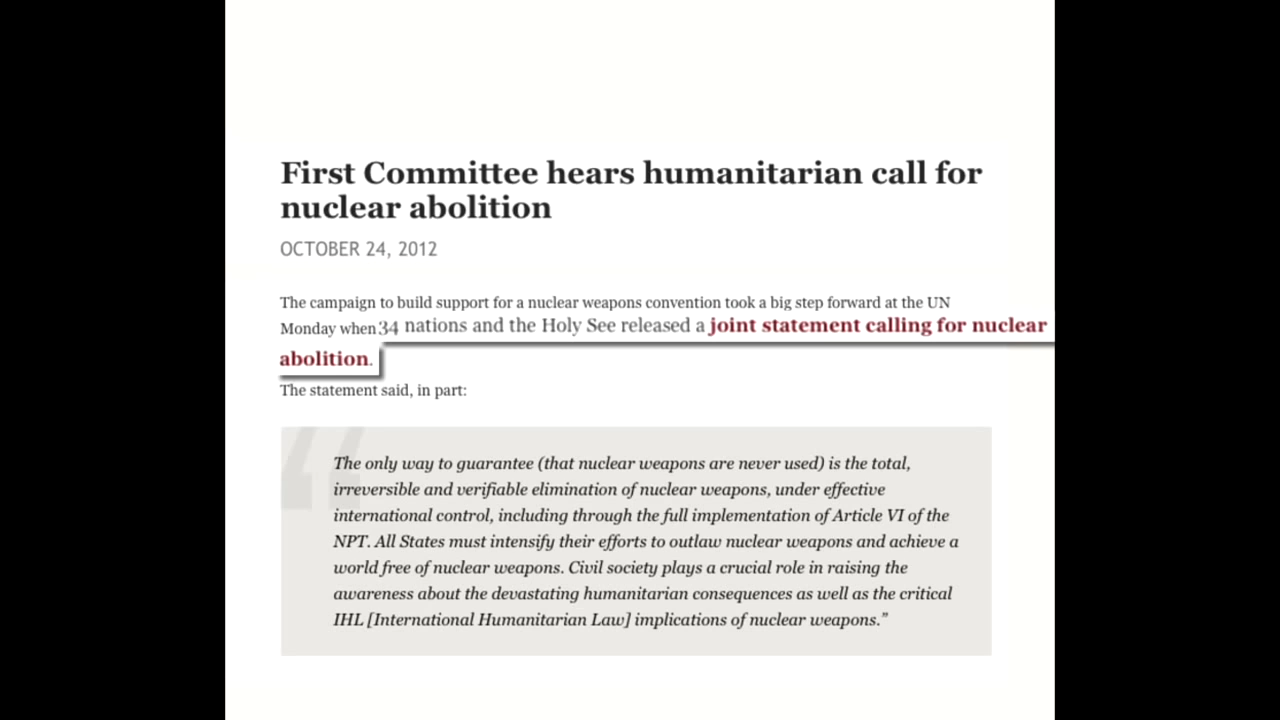 First Committee hears humanitarian call for
nuclear abolition
OCTOBER 24, 2012
The campaign to build support for a nuclear weapons convention took a big step forward at the UN
Monday when 34 nations and the Holy See released a joint statement calling for nuclear
abolition.
The statement said, in part:
“
The only way to guarantee (that nuclear weapons are never used) is the total,
irreversible and verifiable elimination of nuclear weapons, under effective
international control, including through the full implementation of Article VI of the
NPT. All States must intensify their efforts to outlaw nuclear weapons and achieve a
world free of nuclear weapons. Civil society plays a crucial role in raising the
awareness about the devastating humanitarian consequences as well as the critical
IHL [International Humanitarian Law] implications of nuclear weapons.”